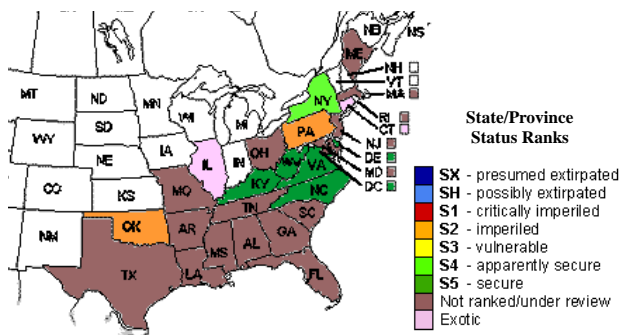 NB
NS
ME
NH
VT
MA
MT
ND
MN
WI
MI
NY
SD
WY
RI
CT
PA
NJ
NE
IA
IL
IN
OH
DE
MD
DC
WV
VA
CO
KS
MO
KY
NC
TN
SC
NM
OK
AR
MS
AL
GA
TX
LA
FL
State/Province
Status Ranks
SX - presumed extirpated
SH - possibly extirpated
S1 - critically imperiled
S2 - imperiled
S3 - vulnerable
S4 - apparently secure
S5 - secure
Not ranked/under review
Exotic